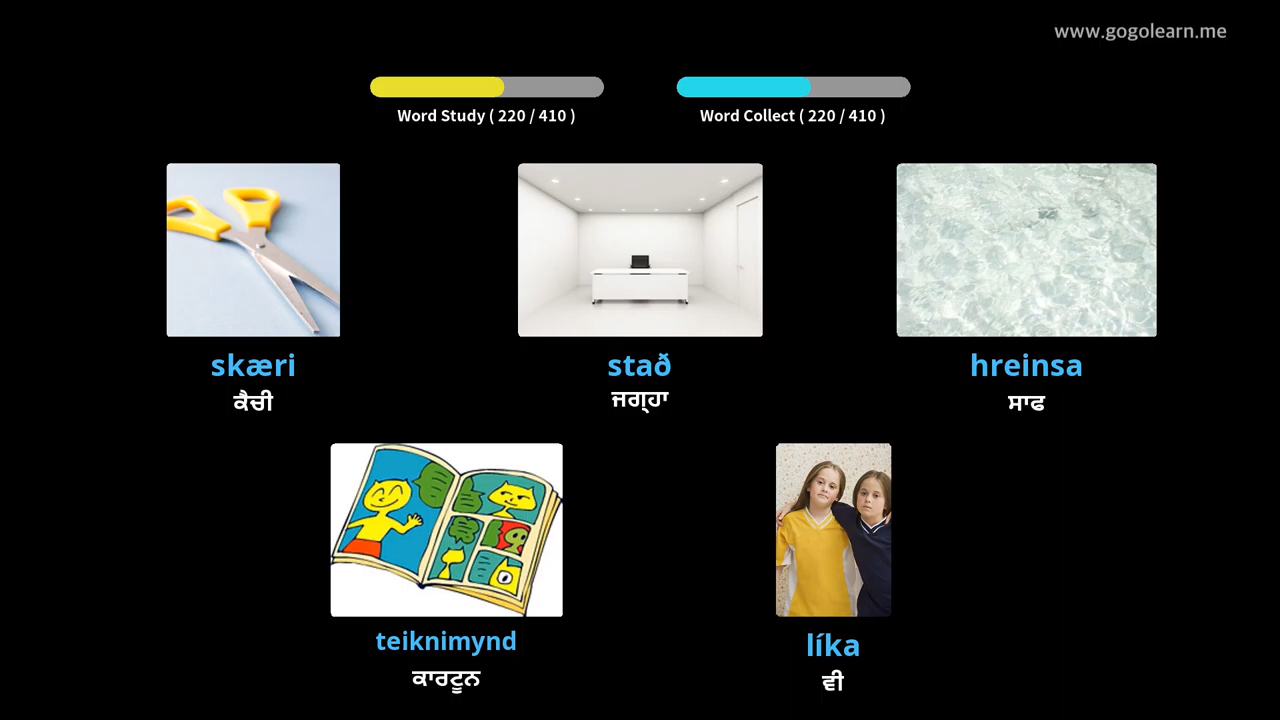 www.gogolearn.me
Word Study ( 220 / 410 )
Word Collect ( 220 / 410 )
skæri
ਕੈਚੀ
stað
ਜਗ੍ਹਾ
hreinsa
ਸਾਫ
teiknimynd
ਕਾਰਟੂਨ
líka
ਵੀ